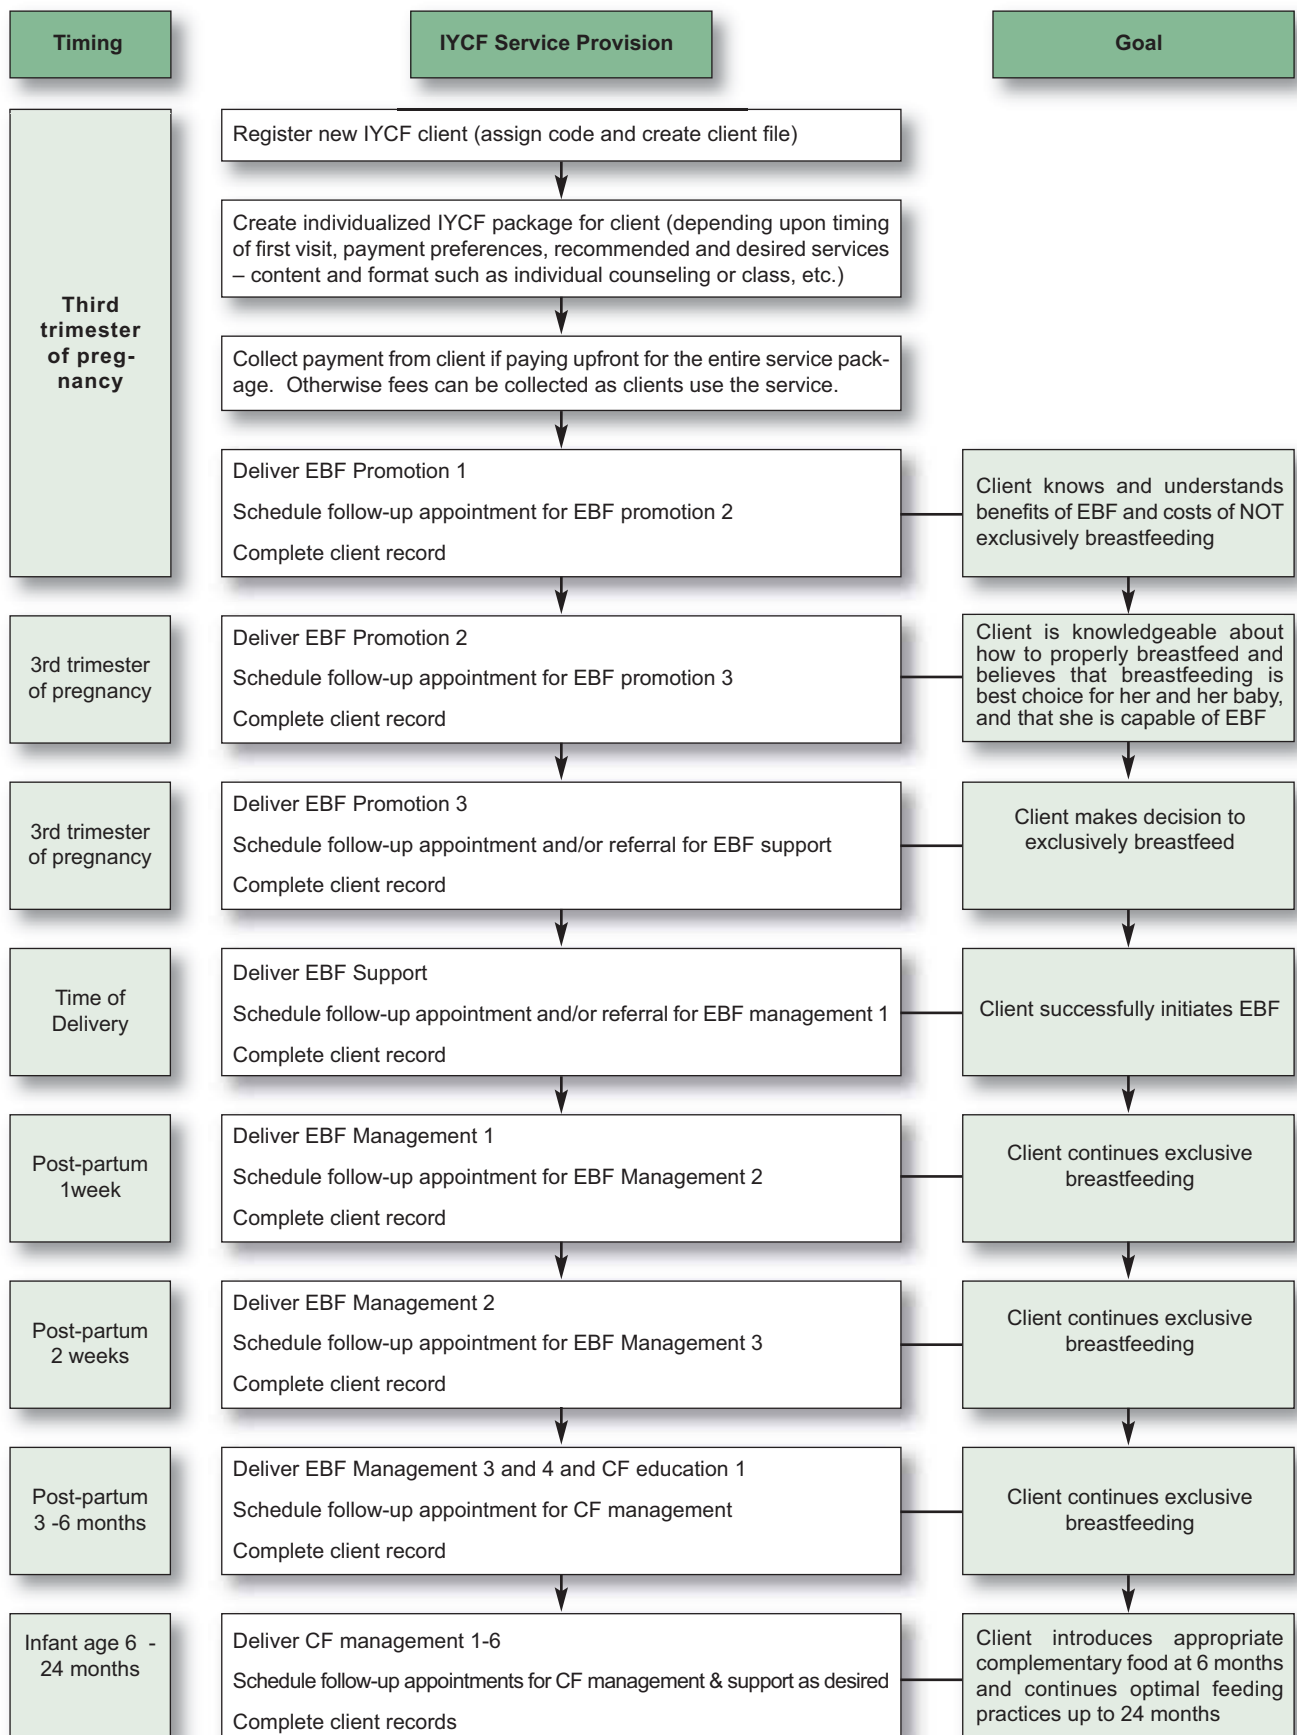 Timing
IYCF Service Provision
Goal
Third
trimester
of preg-
nancy
Register new IYCF client (assign code and create client file)
Create individualized IYCF package for client (depending upon timing
of first visit, payment preferences, recommended and desired services
– content and format such as individual counseling or class, etc.)
Collect payment from client if paying upfront for the entire service pack-
age.  Otherwise fees can be collected as clients use the service.
Deliver EBF Promotion 1
Schedule follow-up appointment for EBF promotion 2
Complete client record
Client knows and understands
benefits of EBF and costs of NOT
exclusively breastfeeding
3rd trimester
of pregnancy
Deliver EBF Promotion 2
Schedule follow-up appointment for EBF promotion 3
Complete client record
Client is knowledgeable about
how to properly breastfeed and
believes that breastfeeding is
best choice for her and her baby,
and that she is capable of EBF
3rd trimester
of pregnancy
Deliver EBF Promotion 3
Schedule follow-up appointment and/or referral for EBF support
Complete client record
Client makes decision to
exclusively breastfeed
Time of
Delivery
Deliver EBF Support
Schedule follow-up appointment and/or referral for EBF management 1
Complete client record
Client successfully initiates EBF
Post-partum
1week
Deliver EBF Management 1
Schedule follow-up appointment for EBF Management 2
Complete client record
Client continues exclusive
breastfeeding
Post-partum
2 weeks
Deliver EBF Management 2
Schedule follow-up appointment for EBF Management 3
Complete client record
Client continues exclusive
breastfeeding
Post-partum
3 -6 months
Deliver EBF Management 3 and 4 and CF education 1
Schedule follow-up appointment for CF management
Complete client record
Client continues exclusive
breastfeeding
Infant age 6  -
24 months
Deliver CF management 1-6
Schedule follow-up appointments for CF management & support as desired
Complete client records
Client introduces appropriate
complementary food at 6 months
and continues optimal feeding
practices up to 24 months